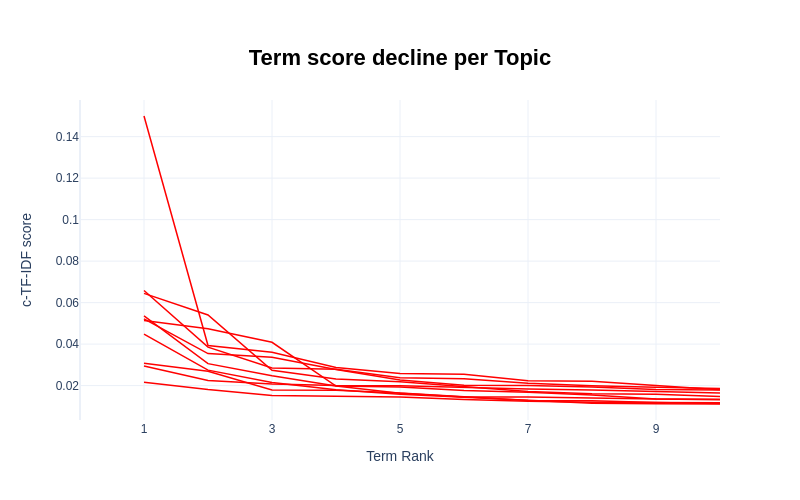 Term score decline per Topic
0.14
0.12
0.1
0.08
0.06
0.04
0.02
c-TF-IDF score
1 3 5 7 9
Term Rank